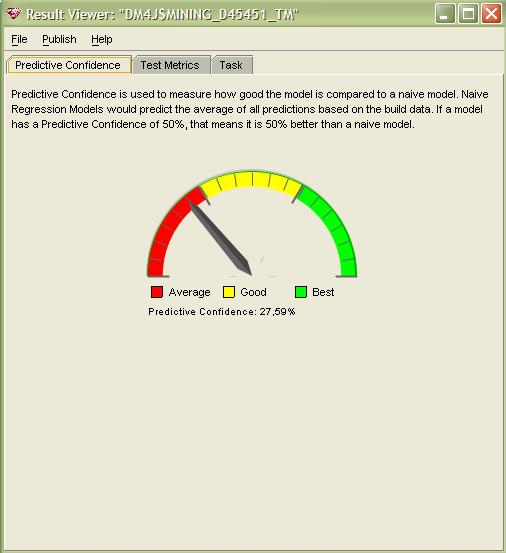 Result Viewer: "DM4JSMINING_D45451_TM"
File Publish Help
Predictive Confidence Test Metrics Task
Predictive Confidence is used to measure how good the model is compared to a naive model. Naive
Regression Models would predict the average of all predictions based on the build data. If a model
has a Predictive Confidence of 50%, that means it is 50% better than a naive model.
Average Good Best
Predictive Confidence: 27,59%